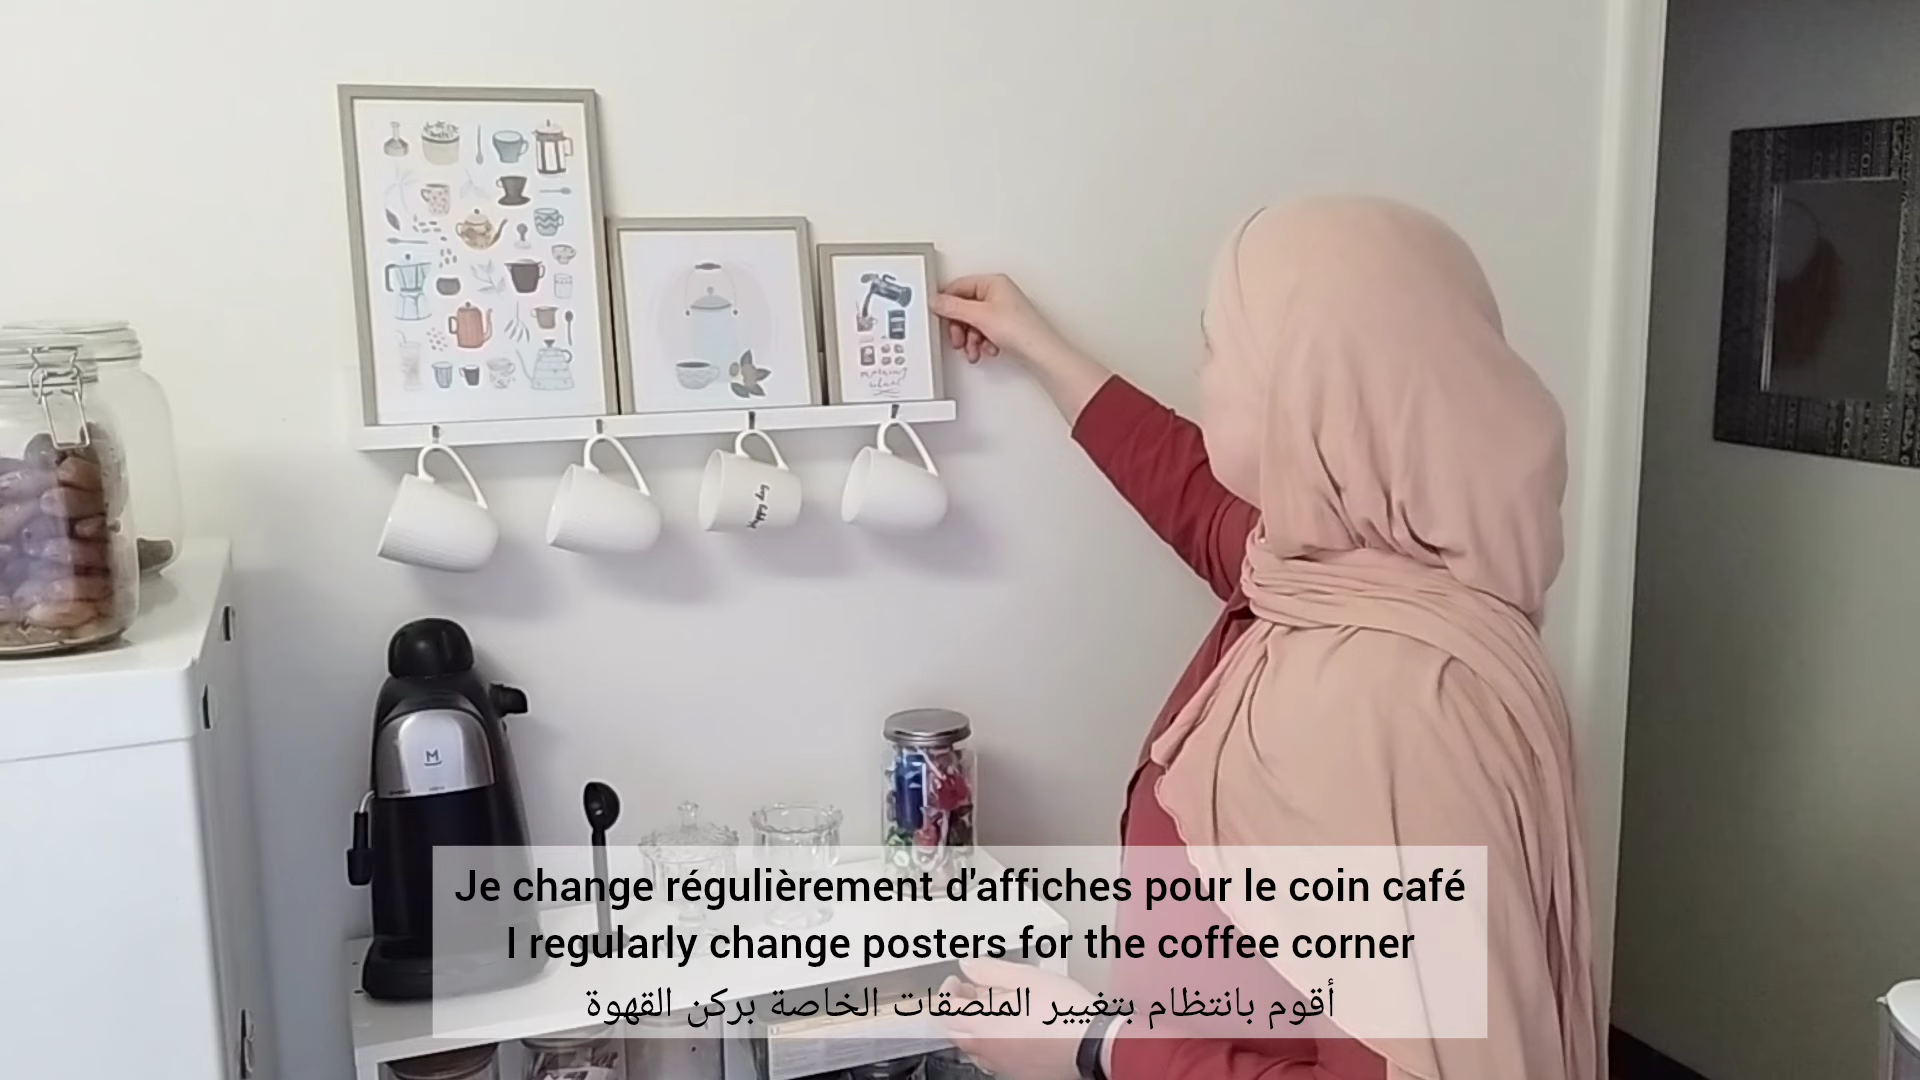 morning
M
Je change régulièrement d'affiches pour le coin café
I regularly change posters for the coffee corner
أقوم بانتظام بتغيير الملصقات الخاصة بركن القهوة